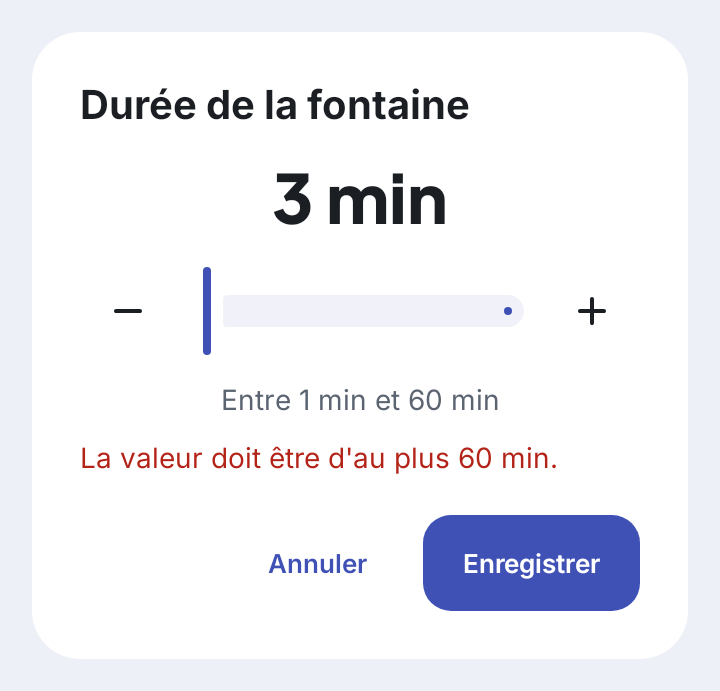 Durée de la fontaine
3 min
Entre 1 min et 60 min
La valeur doit être d'au plus 60 min.
Annuler
Enregistrer